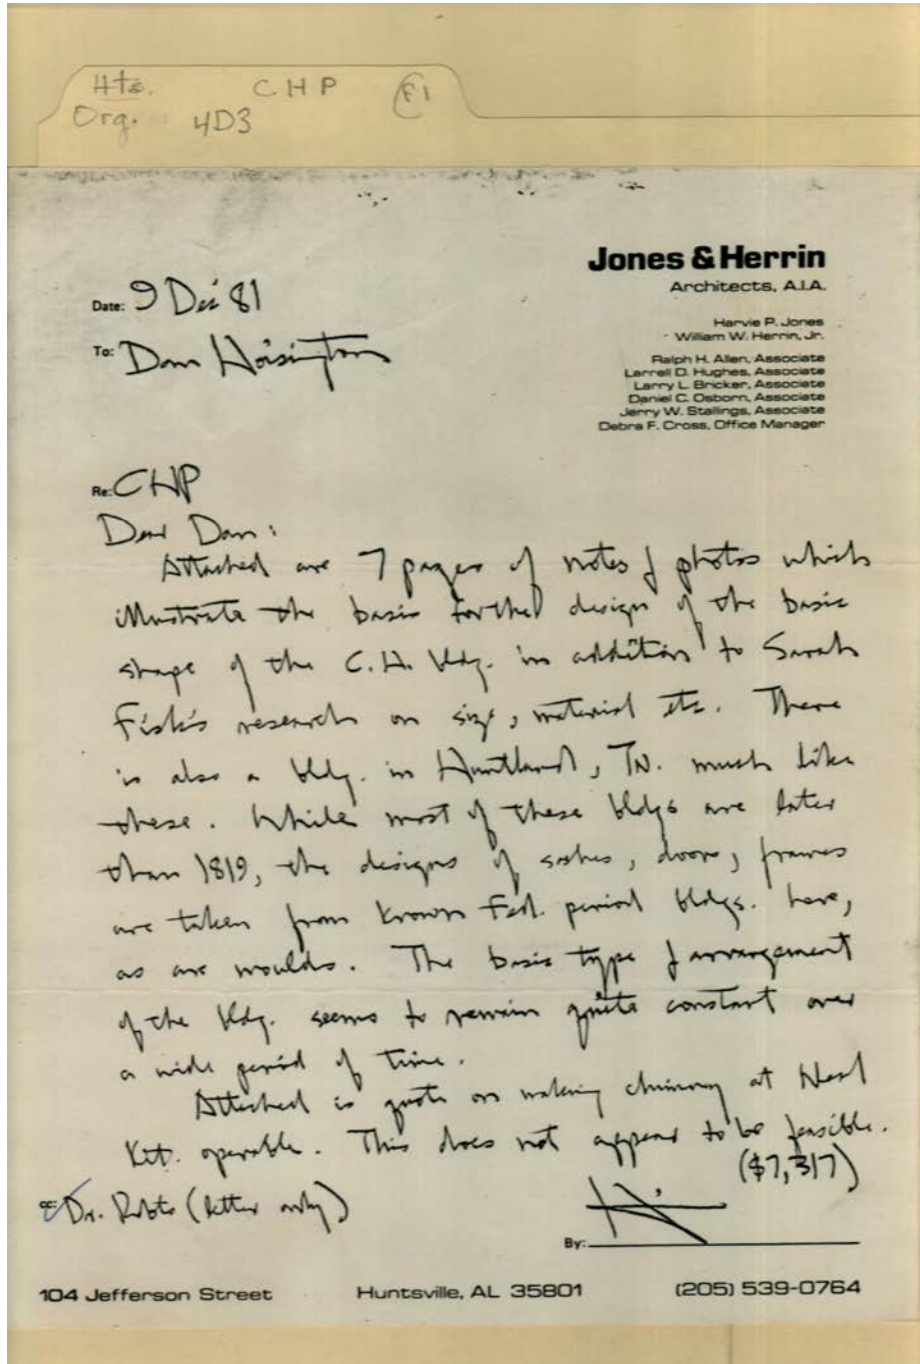 Hts. CHP F1
Org. 4D3
Jones & Herrin
Architects, A.I.A.
Harvie P. Jones
William W. Herrin, Jr.
Ralph H. Allen, Associate
Larrell D. Hughes, Associate
Larry L. Bricker, Associate
Daniel C. Osborn, Associate
Jerry W. Stallings, Associate
Debra F. Cross, Office Manager
Date: 9 Dec 81
To: Dan Hoisington
Re: CHP
Dear Dan:
Attached are 7 pages of notes & photos which
illustrate the basis for the design of the basic
shape of the C.H. bldg. in addition to Sarah
Fisk's research on size, material etc. There
is also a bldg. in Huntland, TN. much like
these. While most of these bldgs are later
than 1819, the designs of sashes, doors, frames
are taken from known Fed. period bldgs. here,
as are moulds. The basic type & arrangement
of the bldg. seems to remain quite constant over
a wide period of time.
Attached is quote on making chimney at Neal
Kit. operable. This does not appear to be feasible.
($7,317)
cc: Dr. Robts (letter only)
By:
104 Jefferson Street Huntsville, AL 35801 (205) 539-0764